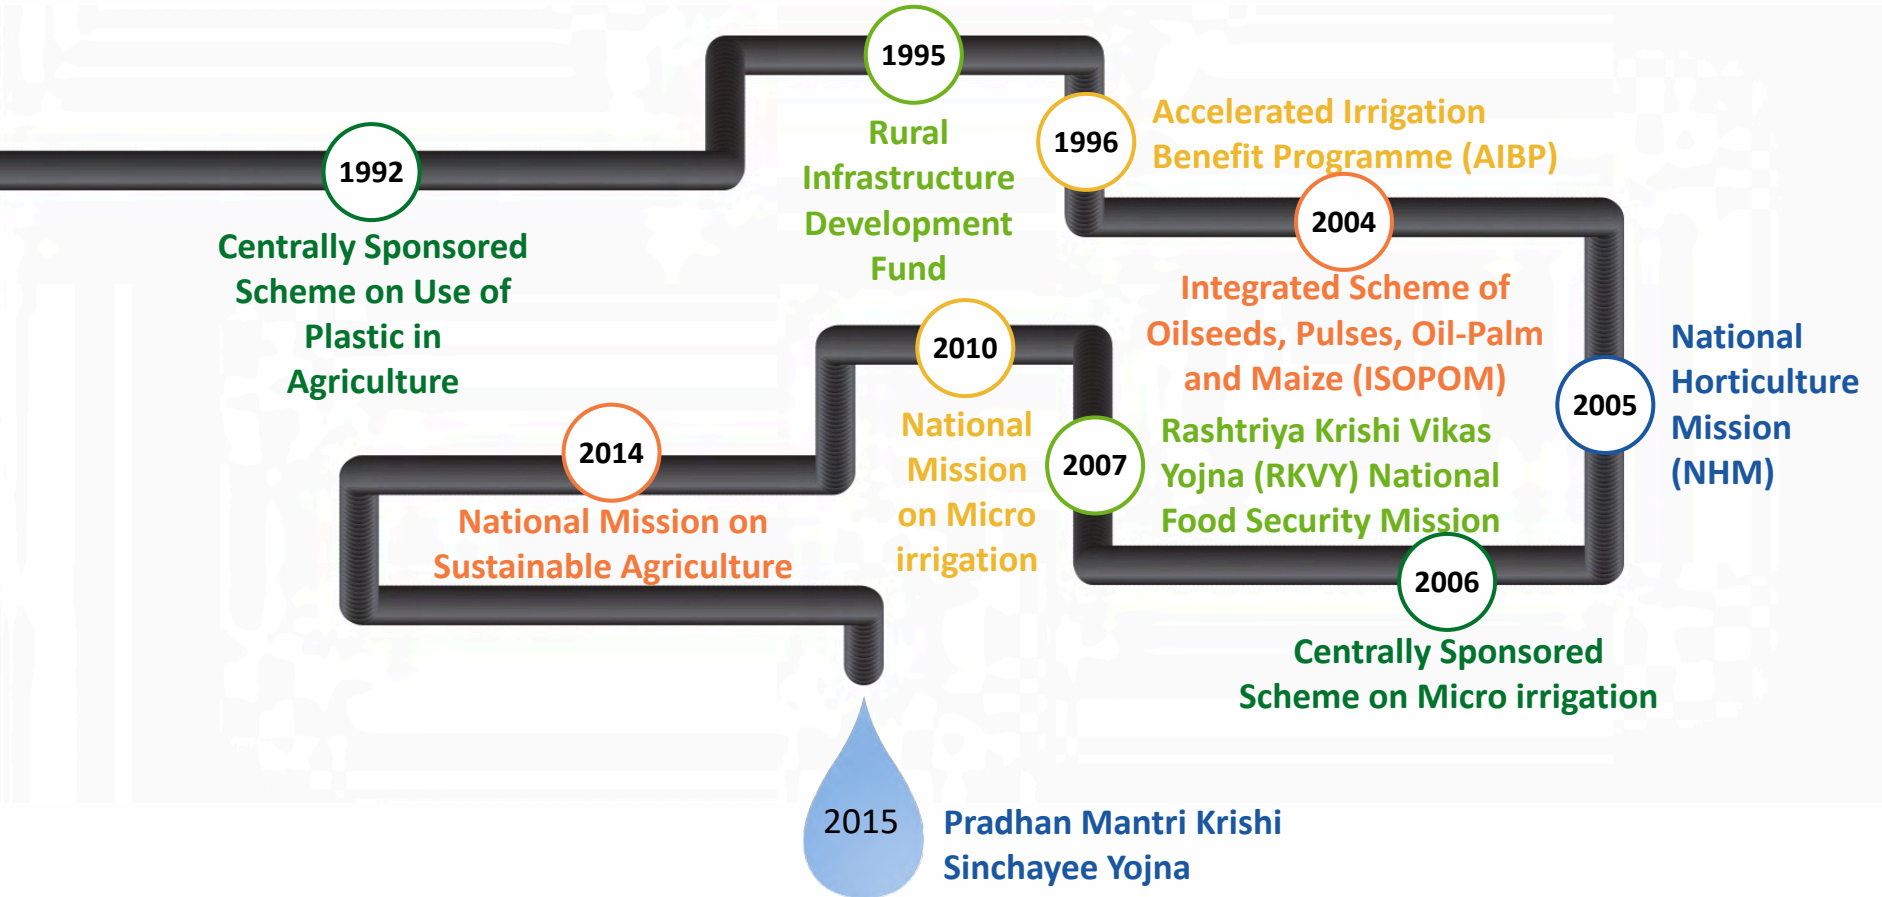 1992
Centrally Sponsored
Scheme on Use of
Plastic in
Agriculture
1995
Rural
Infrastructure
Development
Fund
1996
Accelerated Irrigation
Benefit Programme (AIBP)
2004
Integrated Scheme of
Oilseeds, Pulses, Oil-Palm
and Maize (ISOPOM)
2005
National
Horticulture
Mission
(NHM)
2006
Centrally Sponsored
Scheme on Micro irrigation
2007
Rashtriya Krishi Vikas
Yojna (RKVY) National
Food Security Mission
2010
National
Mission
on Micro
irrigation
2014
National Mission on
Sustainable Agriculture
2015
Pradhan Mantri Krishi
Sinchayee Yojna